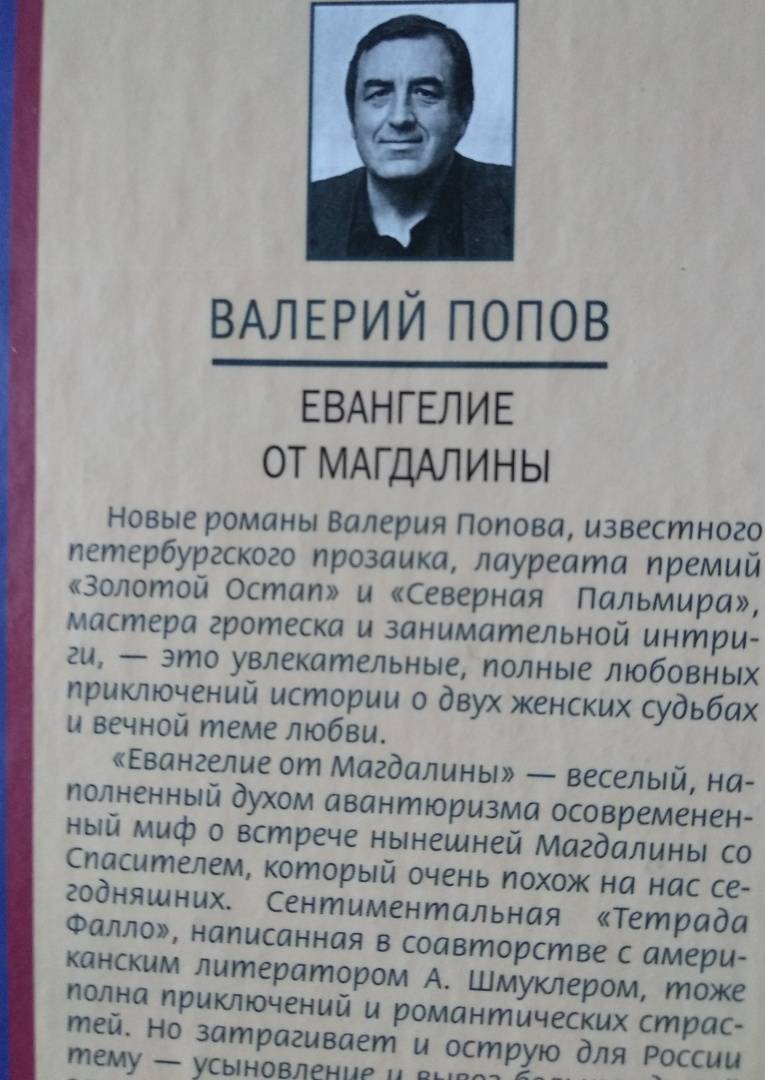 ВАЛЕРИЙ ПОПОВ
ЕВАНГЕЛИЕ
ОТ МАГДАЛИНЫ
Новые романы Валерия Попова, известного
петербургского прозаика, лауреата премий
«Золотой Остап» и «Северная Пальмира»,
мастера гротеска и занимательной интри-
ги, — это увлекательные, полные любовных
приключений истории о двух женских судьбах
и вечной теме любви.
«Евангелие от Магдалины» — веселый, на-
полненный духом авантюризма осовременен-
ный миф о встрече нынешней Магдалины со
Спасителем, который очень похож на нас се-
годняшних. Сентиментальная «Тетрада
Фалло», написанная в соавторстве с амери-
канским литератором А. Шмуклером, тоже
полна приключений и романтических страс-
тей. Но затрагивает и острую для России
тему — усыновление и вывоз